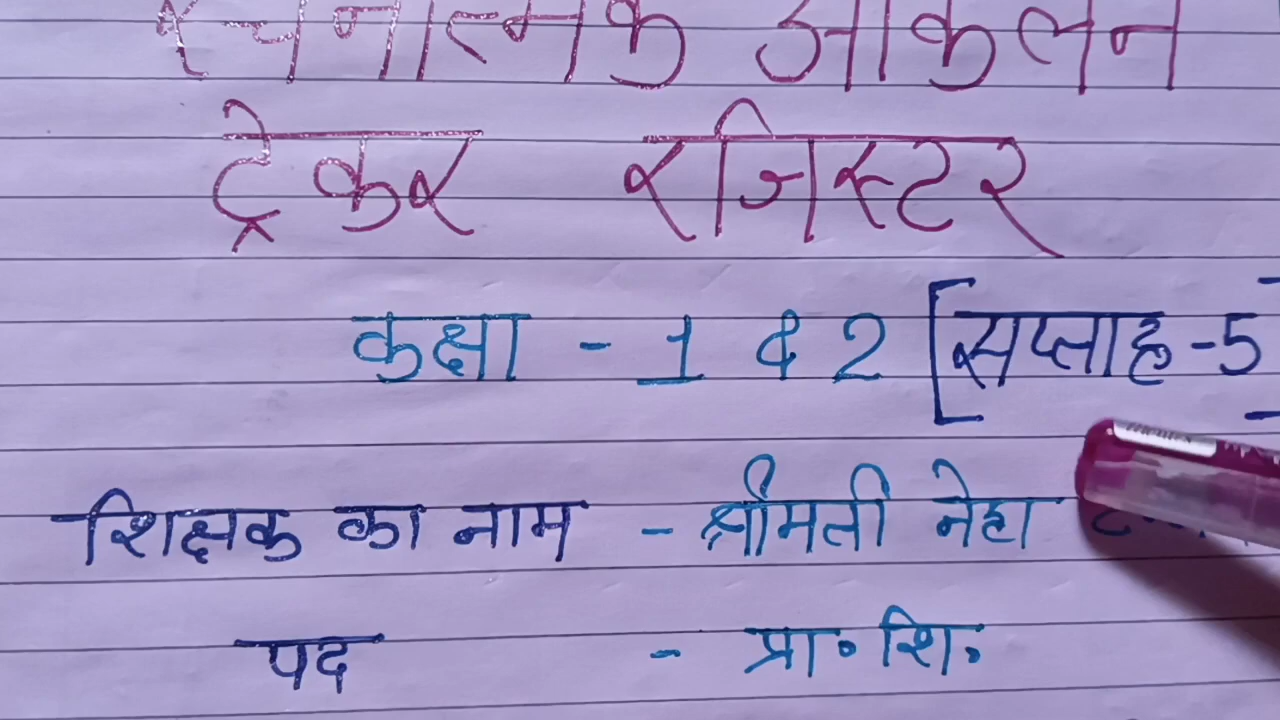 रचनात्मक आकलन
ट्रेकर रजिस्टर
कक्षा - 1 & 2 [सप्ताह-5]
शिक्षक का नाम - श्रीमती नेहा
पद - प्रा॰ शि॰